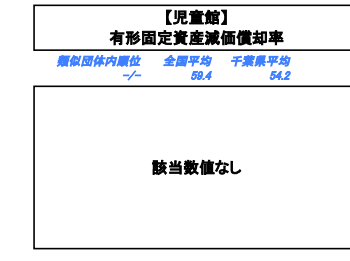 【児童館】
有形固定資産減価償却率
類似団体内順位 全国平均 千葉県平均
-/- 59.4 54.2
該当数値なし